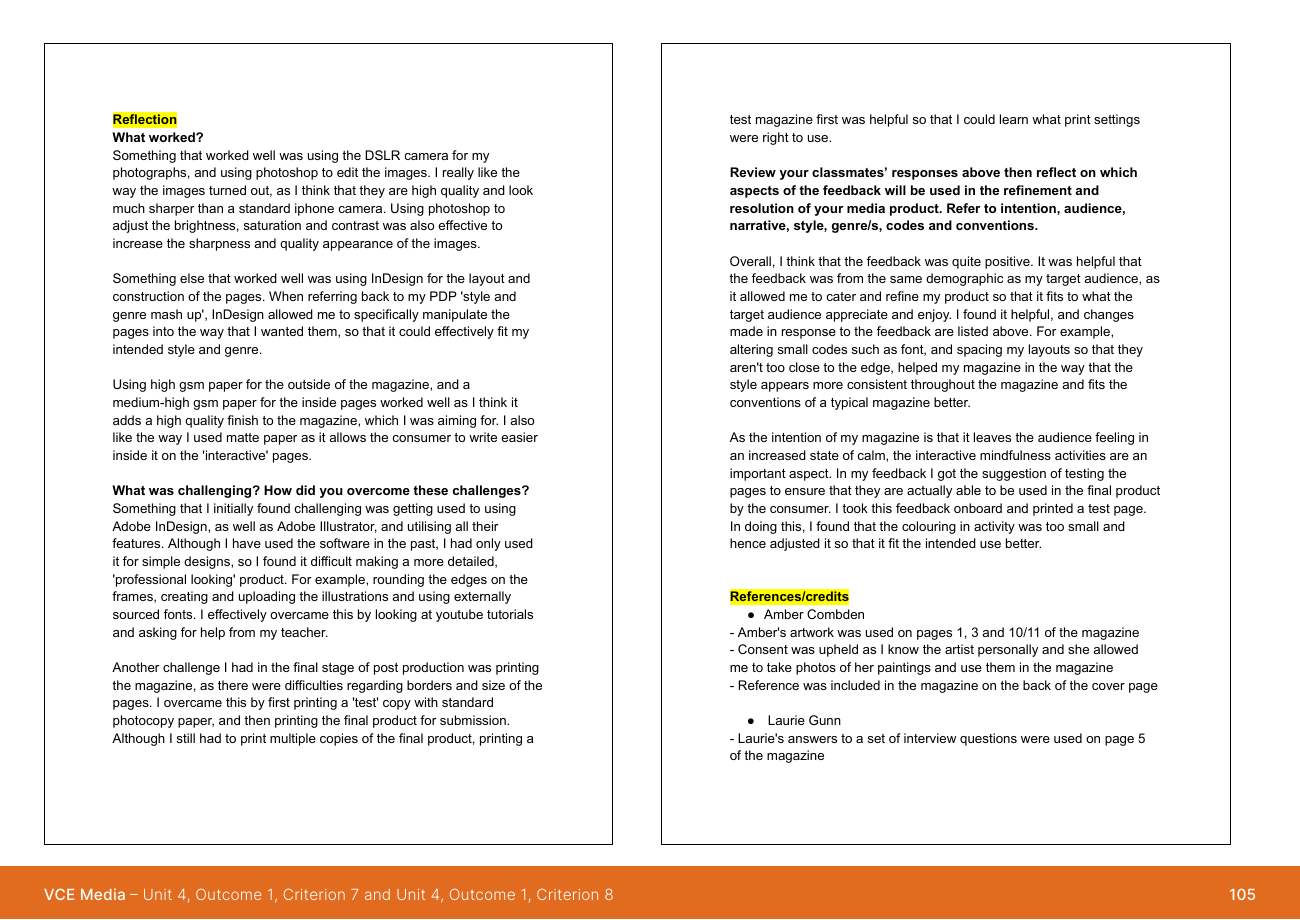 Reflection
What worked?
Something that worked well was using the DSLR camera for my
photographs, and using photoshop to edit the images. I really like the
way the images turned out, as I think that they are high quality and look
much sharper than a standard iphone camera. Using photoshop to
adjust the brightness, saturation and contrast was also effective to
increase the sharpness and quality appearance of the images.
Something else that worked well was using InDesign for the layout and
construction of the pages. When referring back to my PDP 'style and
genre mash up', InDesign allowed me to specifically manipulate the
pages into the way that I wanted them, so that it could effectively fit my
intended style and genre.
Using high gsm paper for the outside of the magazine, and a
medium-high gsm paper for the inside pages worked well as I think it
adds a high quality finish to the magazine, which I was aiming for. I also
like the way I used matte paper as it allows the consumer to write easier
inside it on the 'interactive' pages.
What was challenging? How did you overcome these challenges?
Something that I initially found challenging was getting used to using
Adobe InDesign, as well as Adobe Illustrator, and utilising all their
features. Although I have used the software in the past, I had only used
it for simple designs, so I found it difficult making a more detailed,
'professional looking' product. For example, rounding the edges on the
frames, creating and uploading the illustrations and using externally
sourced fonts. I effectively overcame this by looking at youtube tutorials
and asking for help from my teacher.
Another challenge I had in the final stage of post production was printing
the magazine, as there were difficulties regarding borders and size of the
pages. I overcame this by first printing a 'test' copy with standard
photocopy paper, and then printing the final product for submission.
Although I still had to print multiple copies of the final product, printing a
test magazine first was helpful so that I could learn what print settings
were right to use.
Review your classmates' responses above then reflect on which
aspects of the feedback will be used in the refinement and
resolution of your media product. Refer to intention, audience,
narrative, style, genre/s, codes and conventions.
Overall, I think that the feedback was quite positive. It was helpful that
the feedback was from the same demographic as my target audience, as
it allowed me to cater and refine my product so that it fits to what the
target audience appreciate and enjoy. I found it helpful, and changes
made in response to the feedback are listed above. For example,
altering small codes such as font, and spacing my layouts so that they
aren't too close to the edge, helped my magazine in the way that the
style appears more consistent throughout the magazine and fits the
conventions of a typical magazine better.
As the intention of my magazine is that it leaves the audience feeling in
an increased state of calm, the interactive mindfulness activities are an
important aspect. In my feedback I got the suggestion of testing the
pages to ensure that they are actually able to be used in the final product
by the consumer. I took this feedback onboard and printed a test page.
In doing this, I found that the colouring in activity was too small and
hence adjusted it so that it fit the intended use better.
References/credits
● Amber Combden
- Amber's artwork was used on pages 1, 3 and 10/11 of the magazine
- Consent was upheld as I know the artist personally and she allowed
me to take photos of her paintings and use them in the magazine
- Reference was included in the magazine on the back of the cover page
● Laurie Gunn
- Laurie's answers to a set of interview questions were used on page 5
of the magazine
VCE Media – Unit 4, Outcome 1, Criterion 7 and Unit 4, Outcome 1, Criterion 8
105